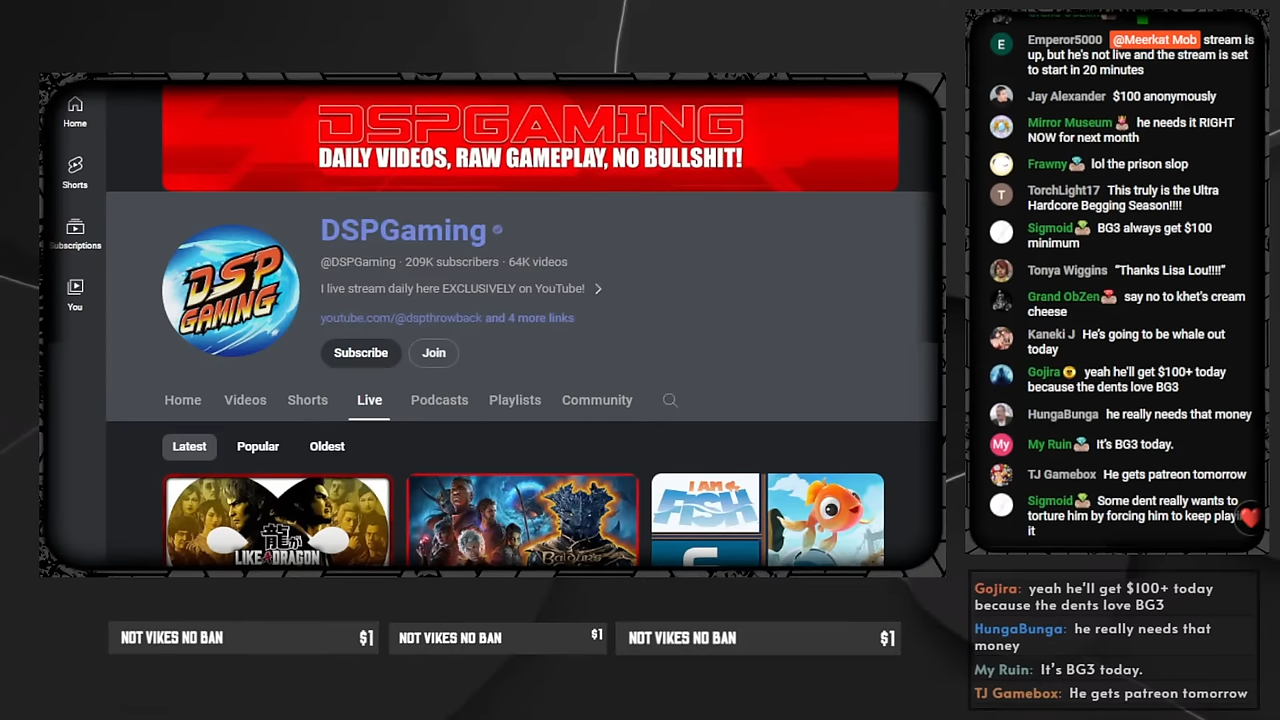 Home
Shorts
Subscriptions
You
DSPGAMING
DAILY VIDEOS, RAW GAMEPLAY, NO BULLSHIT!
DSP
GAMING
DSPGaming
@DSPGaming · 209K subscribers · 64K videos
I live stream daily here EXCLUSIVELY on YouTube!
youtube.com/@dspthrowback and 4 more links
Subscribe
Join
Home
Videos
Shorts
Live
Podcasts
Playlists
Community
Latest
Popular
Oldest
龍が
LIKE A DRAGON
Baldur's
I AM
FISH
NOT VIKES NO BAN $1
NOT VIKES NO BAN $1
NOT VIKES NO BAN $1
E
Emperor5000 @Meerkat Mob stream is
up, but he's not live and the stream is set
to start in 20 minutes
Jay Alexander $100 anonymously
Mirror Museum he needs it RIGHT
NOW for next month
Frawny lol the prison slop
T
TorchLight17 This truly is the Ultra
Hardcore Begging Season!!!!
Sigmoid BG3 always get $100
minimum
Tonya Wiggins “Thanks Lisa Lou!!!!”
Grand ObZen say no to khet's cream
cheese
Kaneki J He’s going to be whale out
today
Gojira yeah he'll get $100+ today
because the dents love BG3
HungaBunga he really needs that money
My
My Ruin It’s BG3 today.
TJ Gamebox He gets patreon tomorrow
Sigmoid Some dent really wants to
torture him by forcing him to keep play
it
Gojira: yeah he'll get $100+ today
because the dents love BG3
HungaBunga: he really needs that
money
My Ruin: It’s BG3 today.
TJ Gamebox: He gets patreon tomorrow